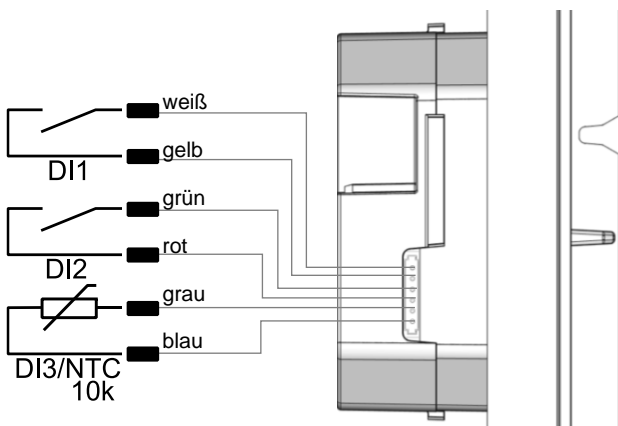 weiß
gelb
DI1
grün
rot
DI2
grau
blau
DI3/NTC
10k